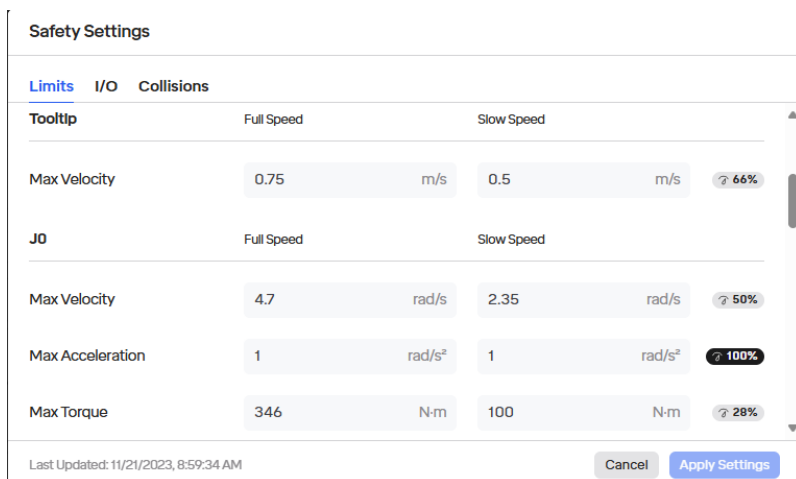 Safety Settings
Limits I/O Collisions
Tooltip Full Speed Slow Speed
Max Velocity 0.75 m/s 0.5 m/s 66%
J0 Full Speed Slow Speed
Max Velocity 4.7 rad/s 2.35 rad/s 50%
Max Acceleration 1 rad/s² 1 rad/s² 100%
Max Torque 346 N·m 100 N·m 28%
Last Updated: 11/21/2023, 8:59:34 AM Cancel Apply Settings